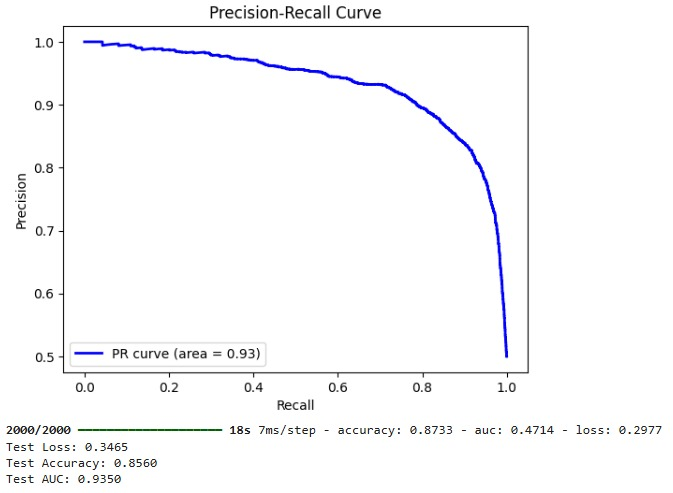 Precision-Recall Curve
1.0
0.9
0.8
0.7
0.6
0.5
Precision
PR curve (area = 0.93)
0.0 0.2 0.4 0.6 0.8 1.0
Recall
2000/2000 ━━━━━━━━━━━━━━━━━━━━ 18s 7ms/step - accuracy: 0.8733 - auc: 0.4714 - loss: 0.2977
Test Loss: 0.3465
Test Accuracy: 0.8560
Test AUC: 0.9350